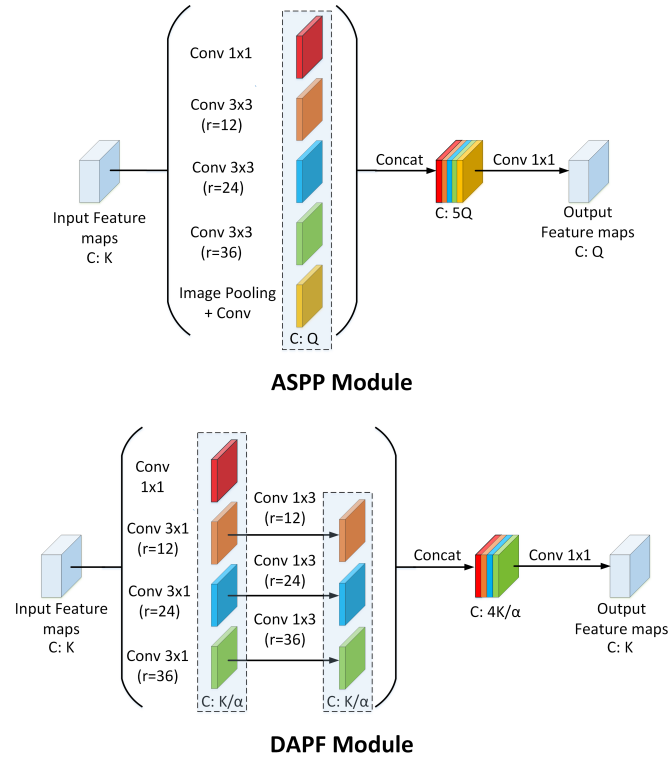 Conv 1x1
Conv 3x3
(r=12)
Conv 3x3
(r=24)
Conv 3x3
(r=36)
Image Pooling
+ Conv
C: Q
Input Feature
maps
C: K
Concat
C: 5Q
Conv 1x1
Output
Feature maps
C: Q
ASPP Module
Conv
1x1
Conv 3x1
(r=12)
Conv 3x1
(r=24)
Conv 3x1
(r=36)
C: K/α
Conv 1x3
(r=12)
Conv 1x3
(r=24)
Conv 1x3
(r=36)
C: K/α
Input Feature
maps
C: K
Concat
C: 4K/α
Conv 1x1
Output
Feature maps
C: K
DAPF Module